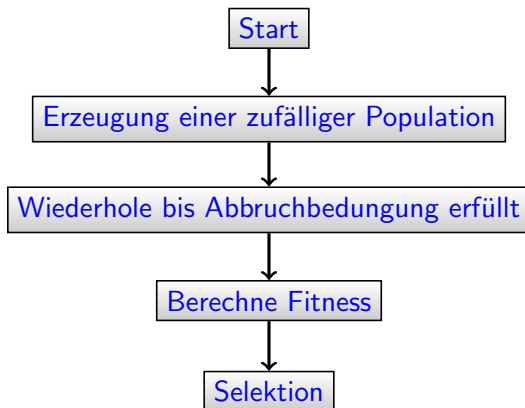 Start
Erzeugung einer zufälliger Population
Wiederhole bis Abbruchbedungung erfüllt
Berechne Fitness
Selektion